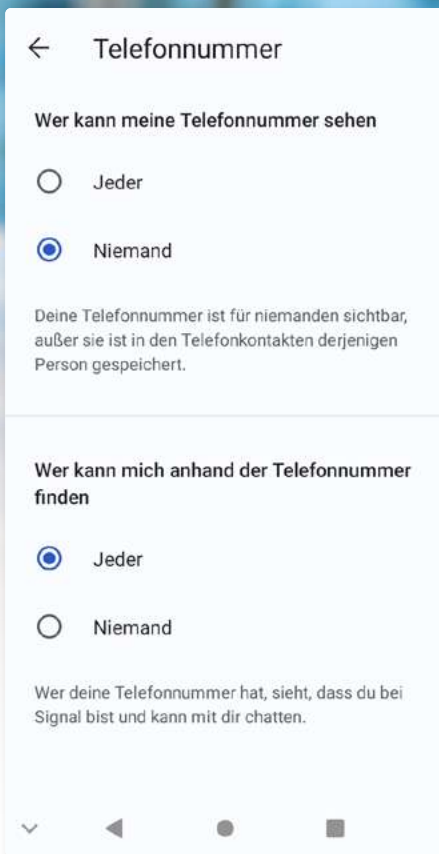 Telefonnummer
Wer kann meine Telefonnummer sehen
Jeder
Niemand
Deine Telefonnummer ist für niemanden sichtbar,
außer sie ist in den Telefonkontakten derjenigen
Person gespeichert.
Wer kann mich anhand der Telefonnummer
finden
Jeder
Niemand
Wer deine Telefonnummer hat, sieht, dass du bei
Signal bist und kann mit dir chatten.